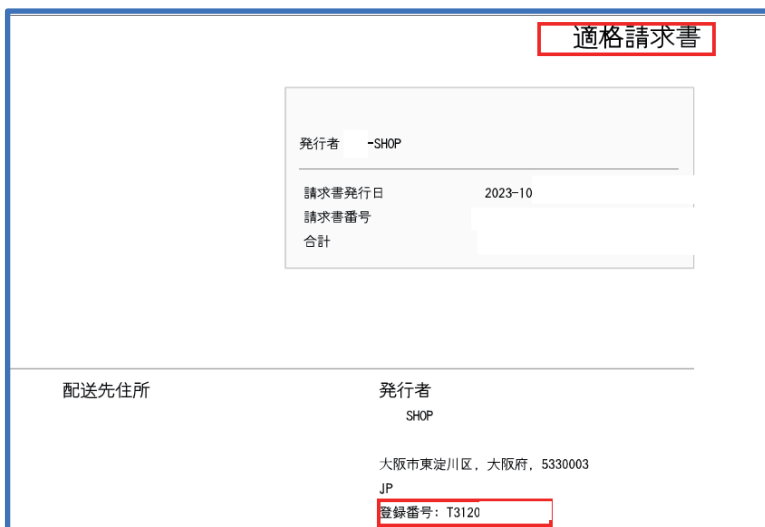 適格請求書
発行者 -SHOP
請求書発行日 2023-10
請求書番号
合計
配送先住所
発行者
SHOP
大阪市東淀川区, 大阪府, 5330003
JP
登録番号: T3120